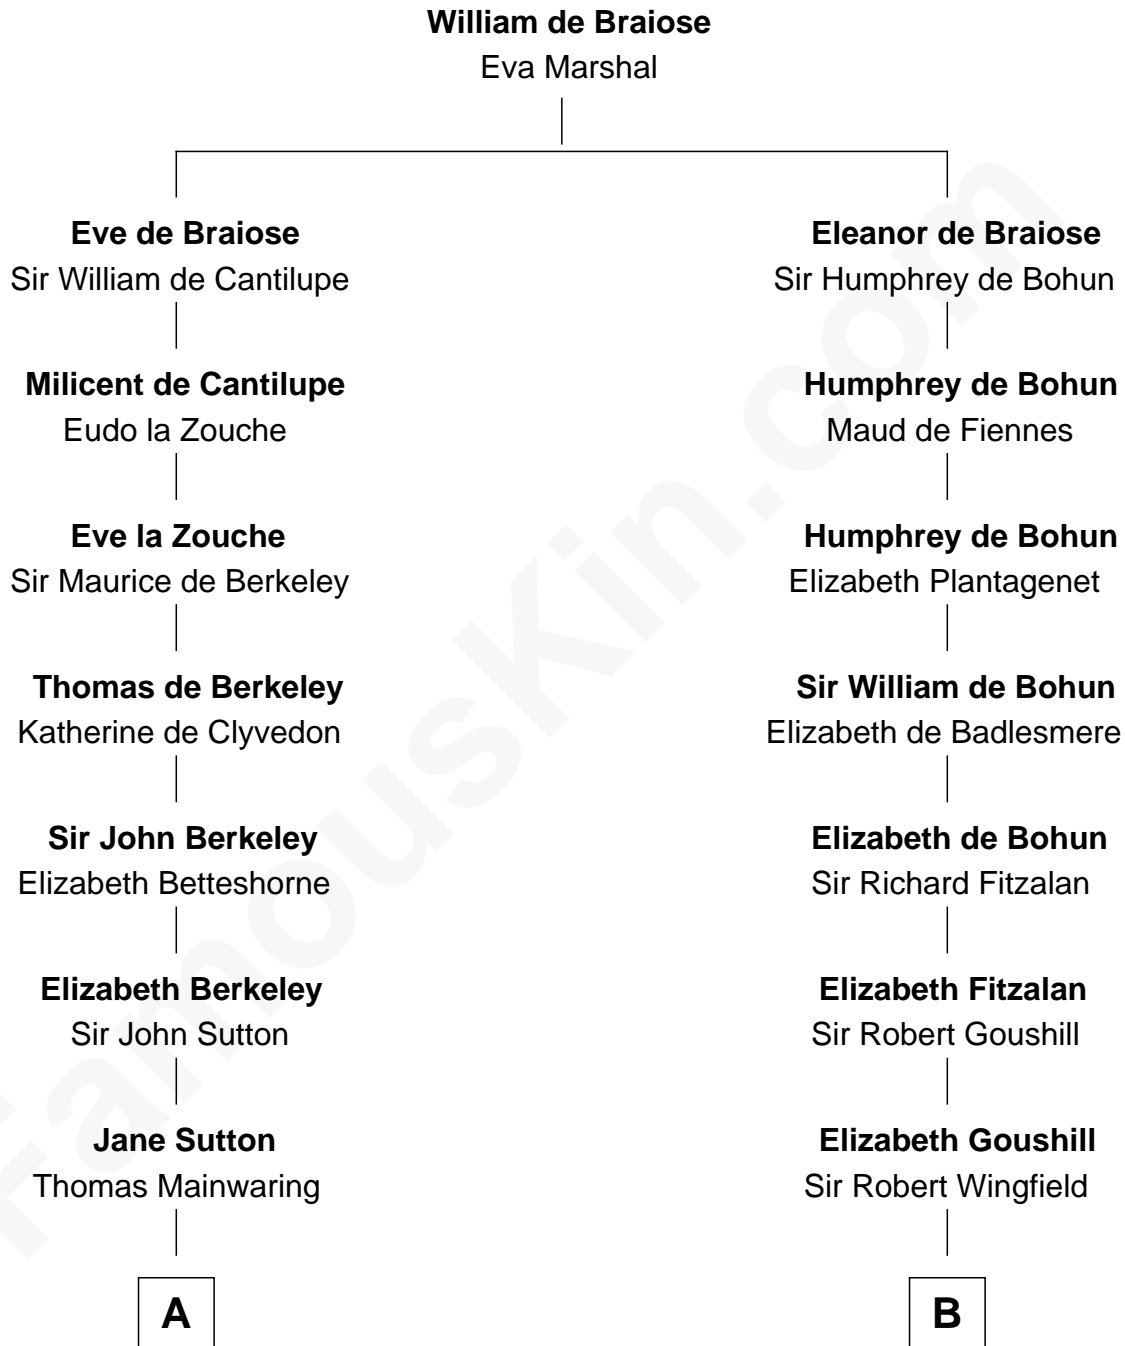 William de Braiose
Eva Marshal
Eve de Braiose
Sir William de Cantilupe
Milicent de Cantilupe
Eudo la Zouche
Eve la Zouche
Sir Maurice de Berkeley
Thomas de Berkeley
Katherine de Clyvedon
Sir John Berkeley
Elizabeth Betteshorne
Elizabeth Berkeley
Sir John Sutton
Jane Sutton
Thomas Mainwaring
A
Eleanor de Braiose
Sir Humphrey de Bohun
Humphrey de Bohun
Maud de Fiennes
Humphrey de Bohun
Elizabeth Plantagenet
Sir William de Bohun
Elizabeth de Badlesmere
Elizabeth de Bohun
Sir Richard Fitzalan
Elizabeth Fitzalan
Sir Robert Goushill
Elizabeth Goushill
Sir Robert Wingfield
B
FamousKin.com